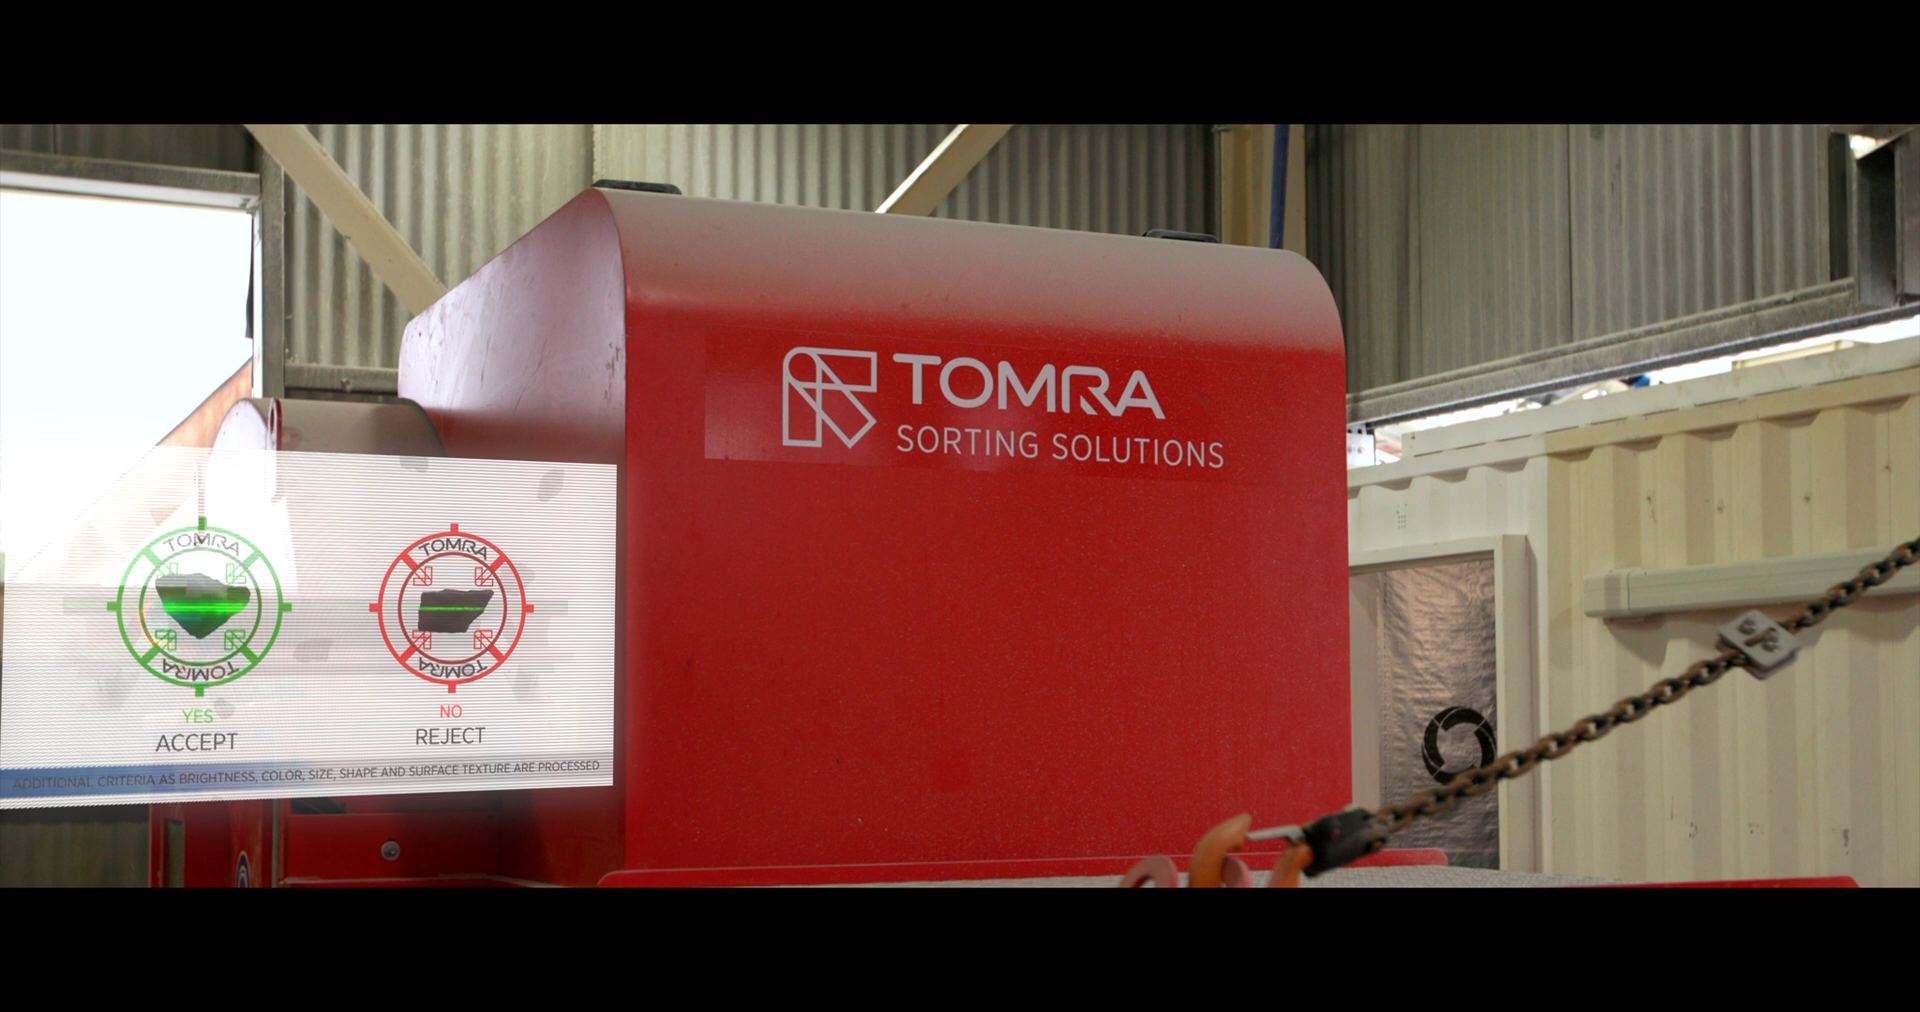 TOMRA
SORTING SOLUTIONS
TOMRA
TOMRA
YES
ACCEPT
TOMRA
TOMRA
NO
REJECT
ADDITIONAL CRITERIA AS BRIGHTNESS, COLOR, SIZE, SHAPE AND SURFACE TEXTURE ARE PROCESSED